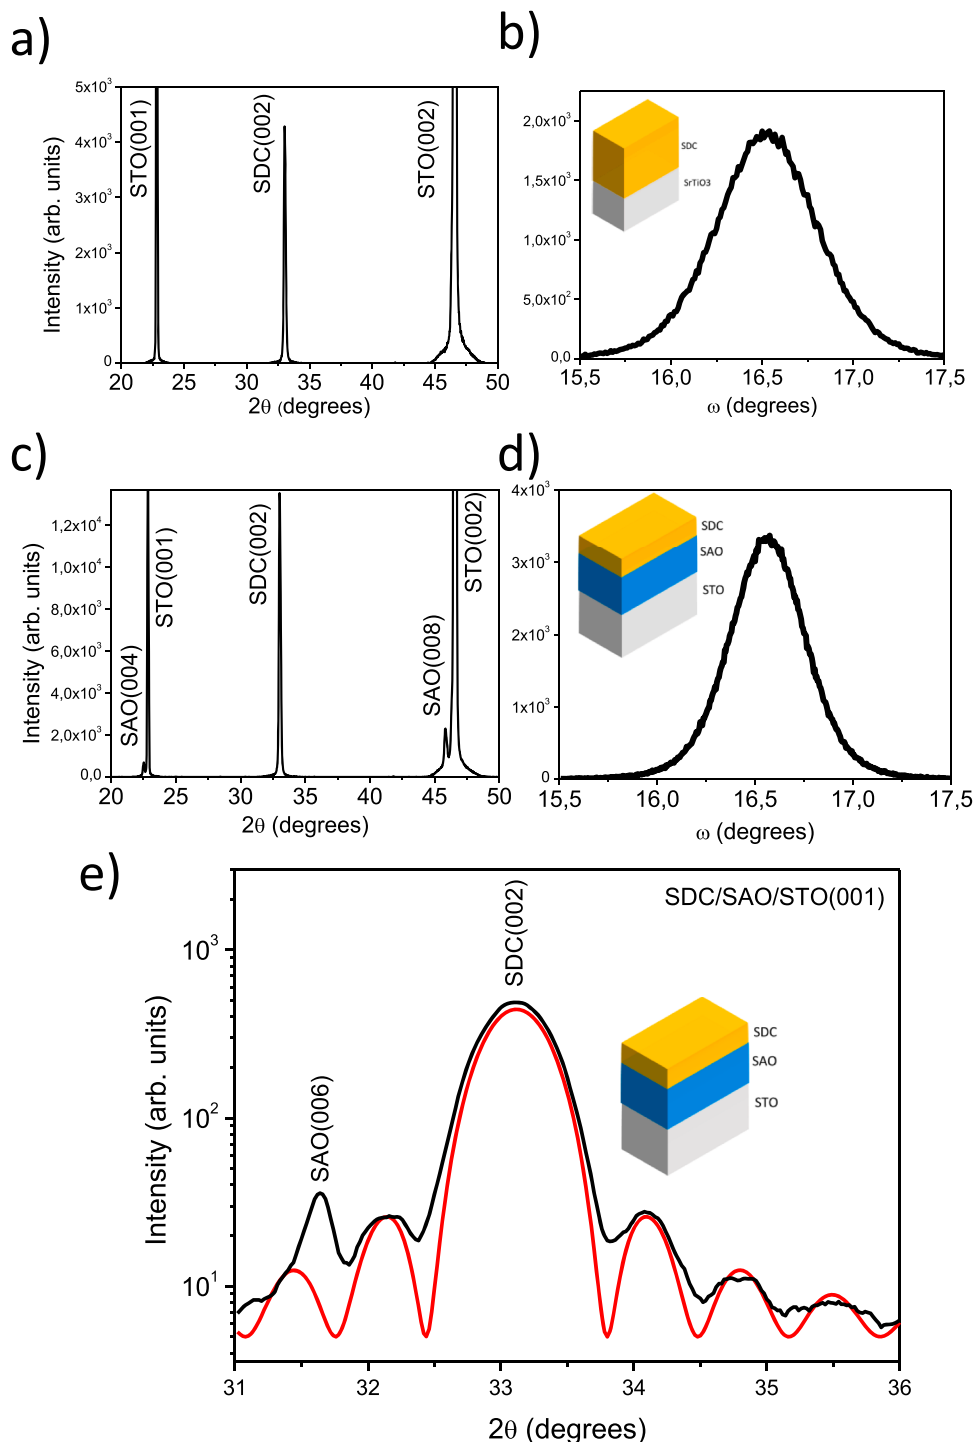 a)
5x10³
4x10³
3x10³
2x10³
1x10³
0
Intensity (arb. units)
STO(001)
SDC(002)
STO(002)
20 25 30 35 40 45 50
2θ (degrees)
b)
2,0x10³
1,5x10³
1,0x10³
5,0x10²
0,0
SDC
SrTiO3
15,5 16,0 16,5 17,0 17,5
ω (degrees)
c)
1,2x10⁴
1,0x10⁴
8,0x10³
6,0x10³
4,0x10³
2,0x10³
0,0
Intensity (arb. units)
SAO(004)
STO(001)
SDC(002)
SAO(008)
STO(002)
20 25 30 35 40 45 50
2θ (degrees)
d)
4x10³
3x10³
2x10³
1x10³
0
SDC
SAO
STO
15,5 16,0 16,5 17,0 17,5
ω (degrees)
e)
SDC/SAO/STO(001)
10³
10²
10¹
Intensity (arb. units)
SAO(006)
SDC(002)
SDC
SAO
STO
31 32 33 34 35 36
2θ (degrees)